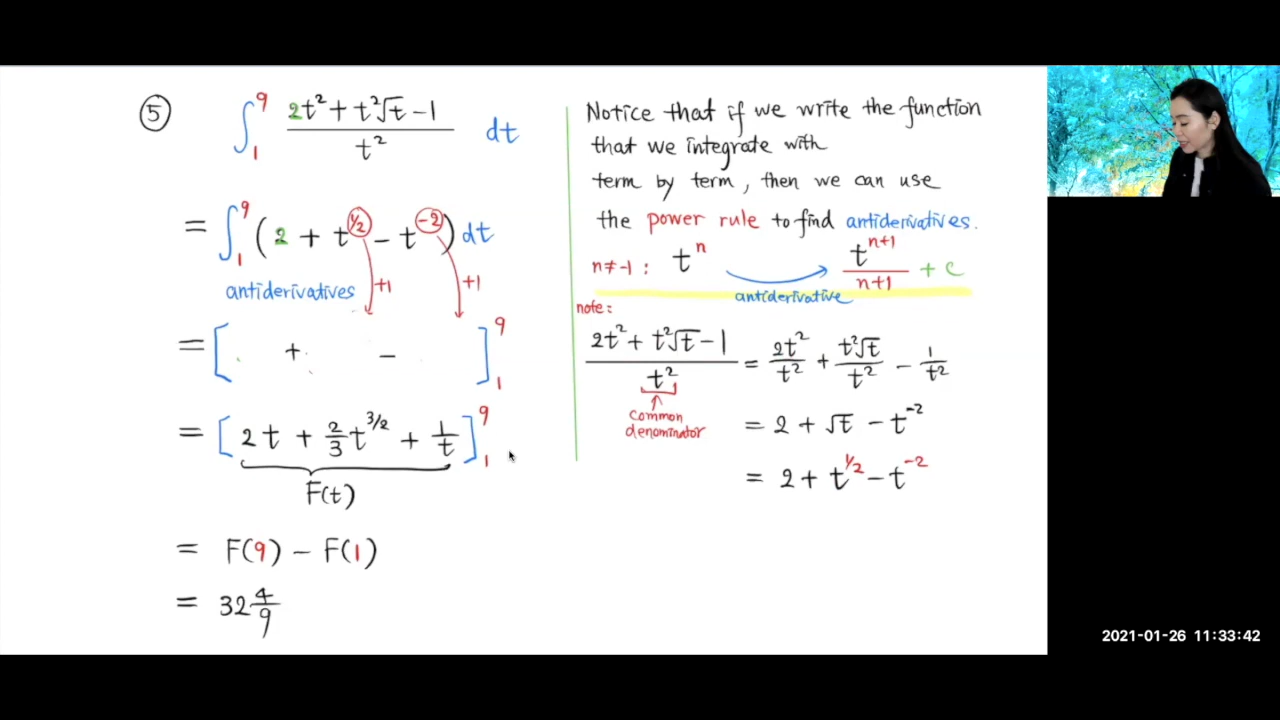 ⑤ ∫₁⁹ (2t² + t²√t − 1)/t² dt
= ∫₁⁹ (2 + t^(1/2) − t^(−2)) dt
antiderivatives +1 +1
= [ + − ]₁⁹
= [2t + 2/3 t^(3/2) + 1/t]₁⁹
F(t)
= F(9) − F(1)
= 32 4/9
Notice that if we write the function
that we integrate with
term by term, then we can use
the power rule to find antiderivatives.
n≠-1: tⁿ → t^(n+1)/(n+1) + C
antiderivative
note:
(2t² + t²√t − 1)/t² = 2t²/t² + t²√t/t² − 1/t²
common
denominator
= 2 + √t − t^(−2)
= 2 + t^(1/2) − t^(−2)
2021-01-26 11:33:42